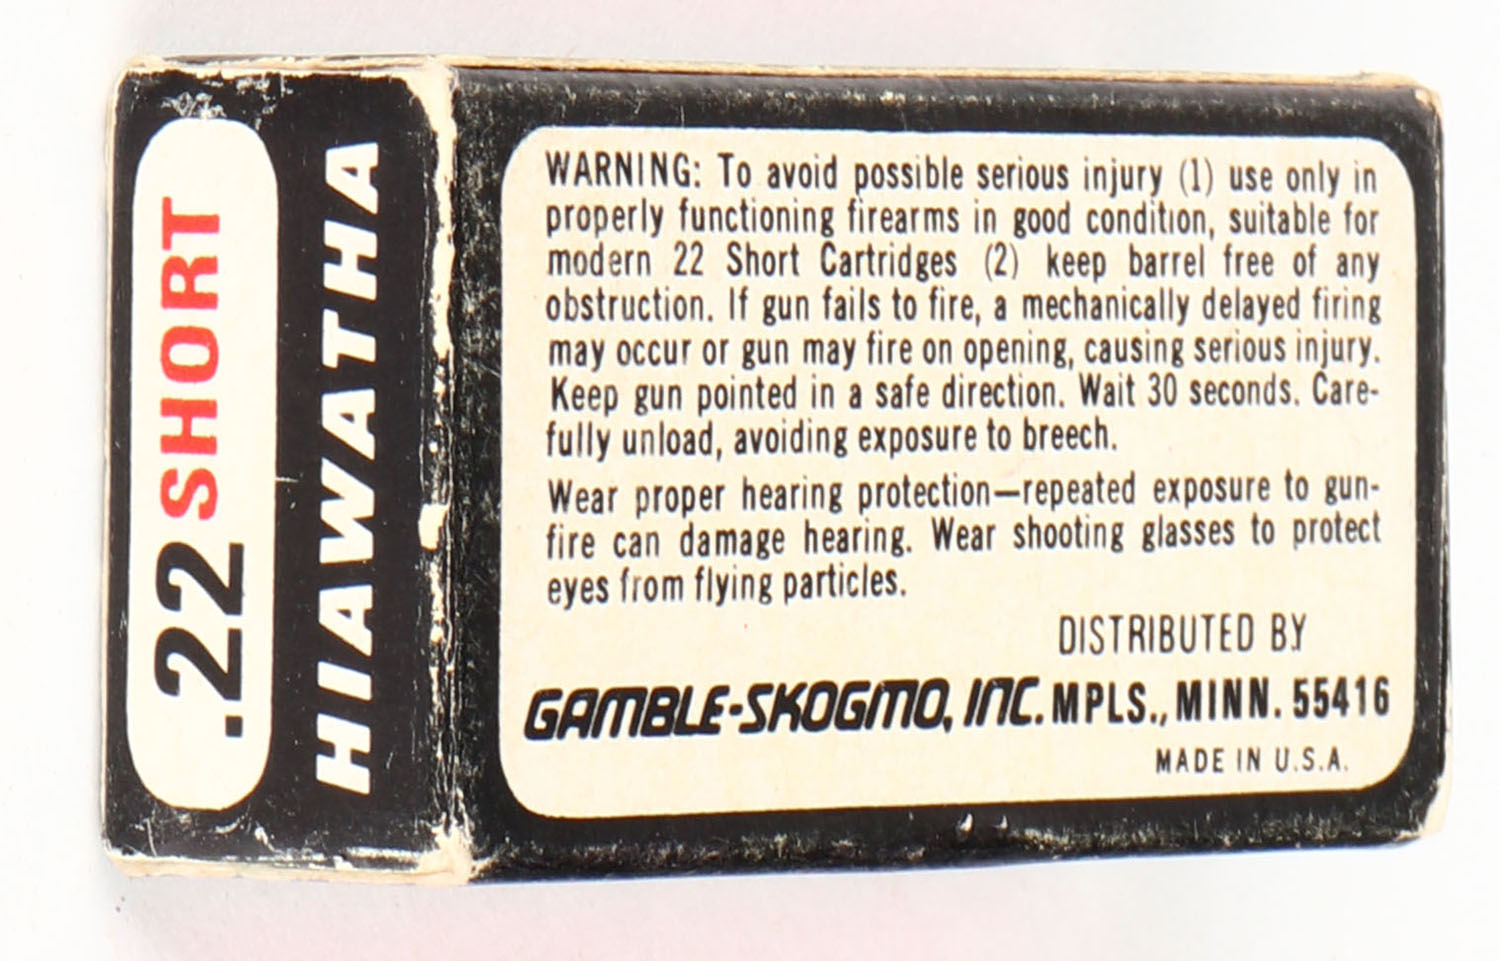 .22 SHORT
HIAWATHA
WARNING: To avoid possible serious injury (1) use only in
properly functioning firearms in good condition, suitable for
modern 22 Short Cartridges (2) keep barrel free of any
obstruction. If gun fails to fire, a mechanically delayed firing
may occur or gun may fire on opening, causing serious injury.
Keep gun pointed in a safe direction. Wait 30 seconds. Care-
fully unload, avoiding exposure to breech.
Wear proper hearing protection—repeated exposure to gun-
fire can damage hearing. Wear shooting glasses to protect
eyes from flying particles.
DISTRIBUTED BY
GAMBLE-SKOGMO, INC. MPLS., MINN. 55416
MADE IN U.S.A.